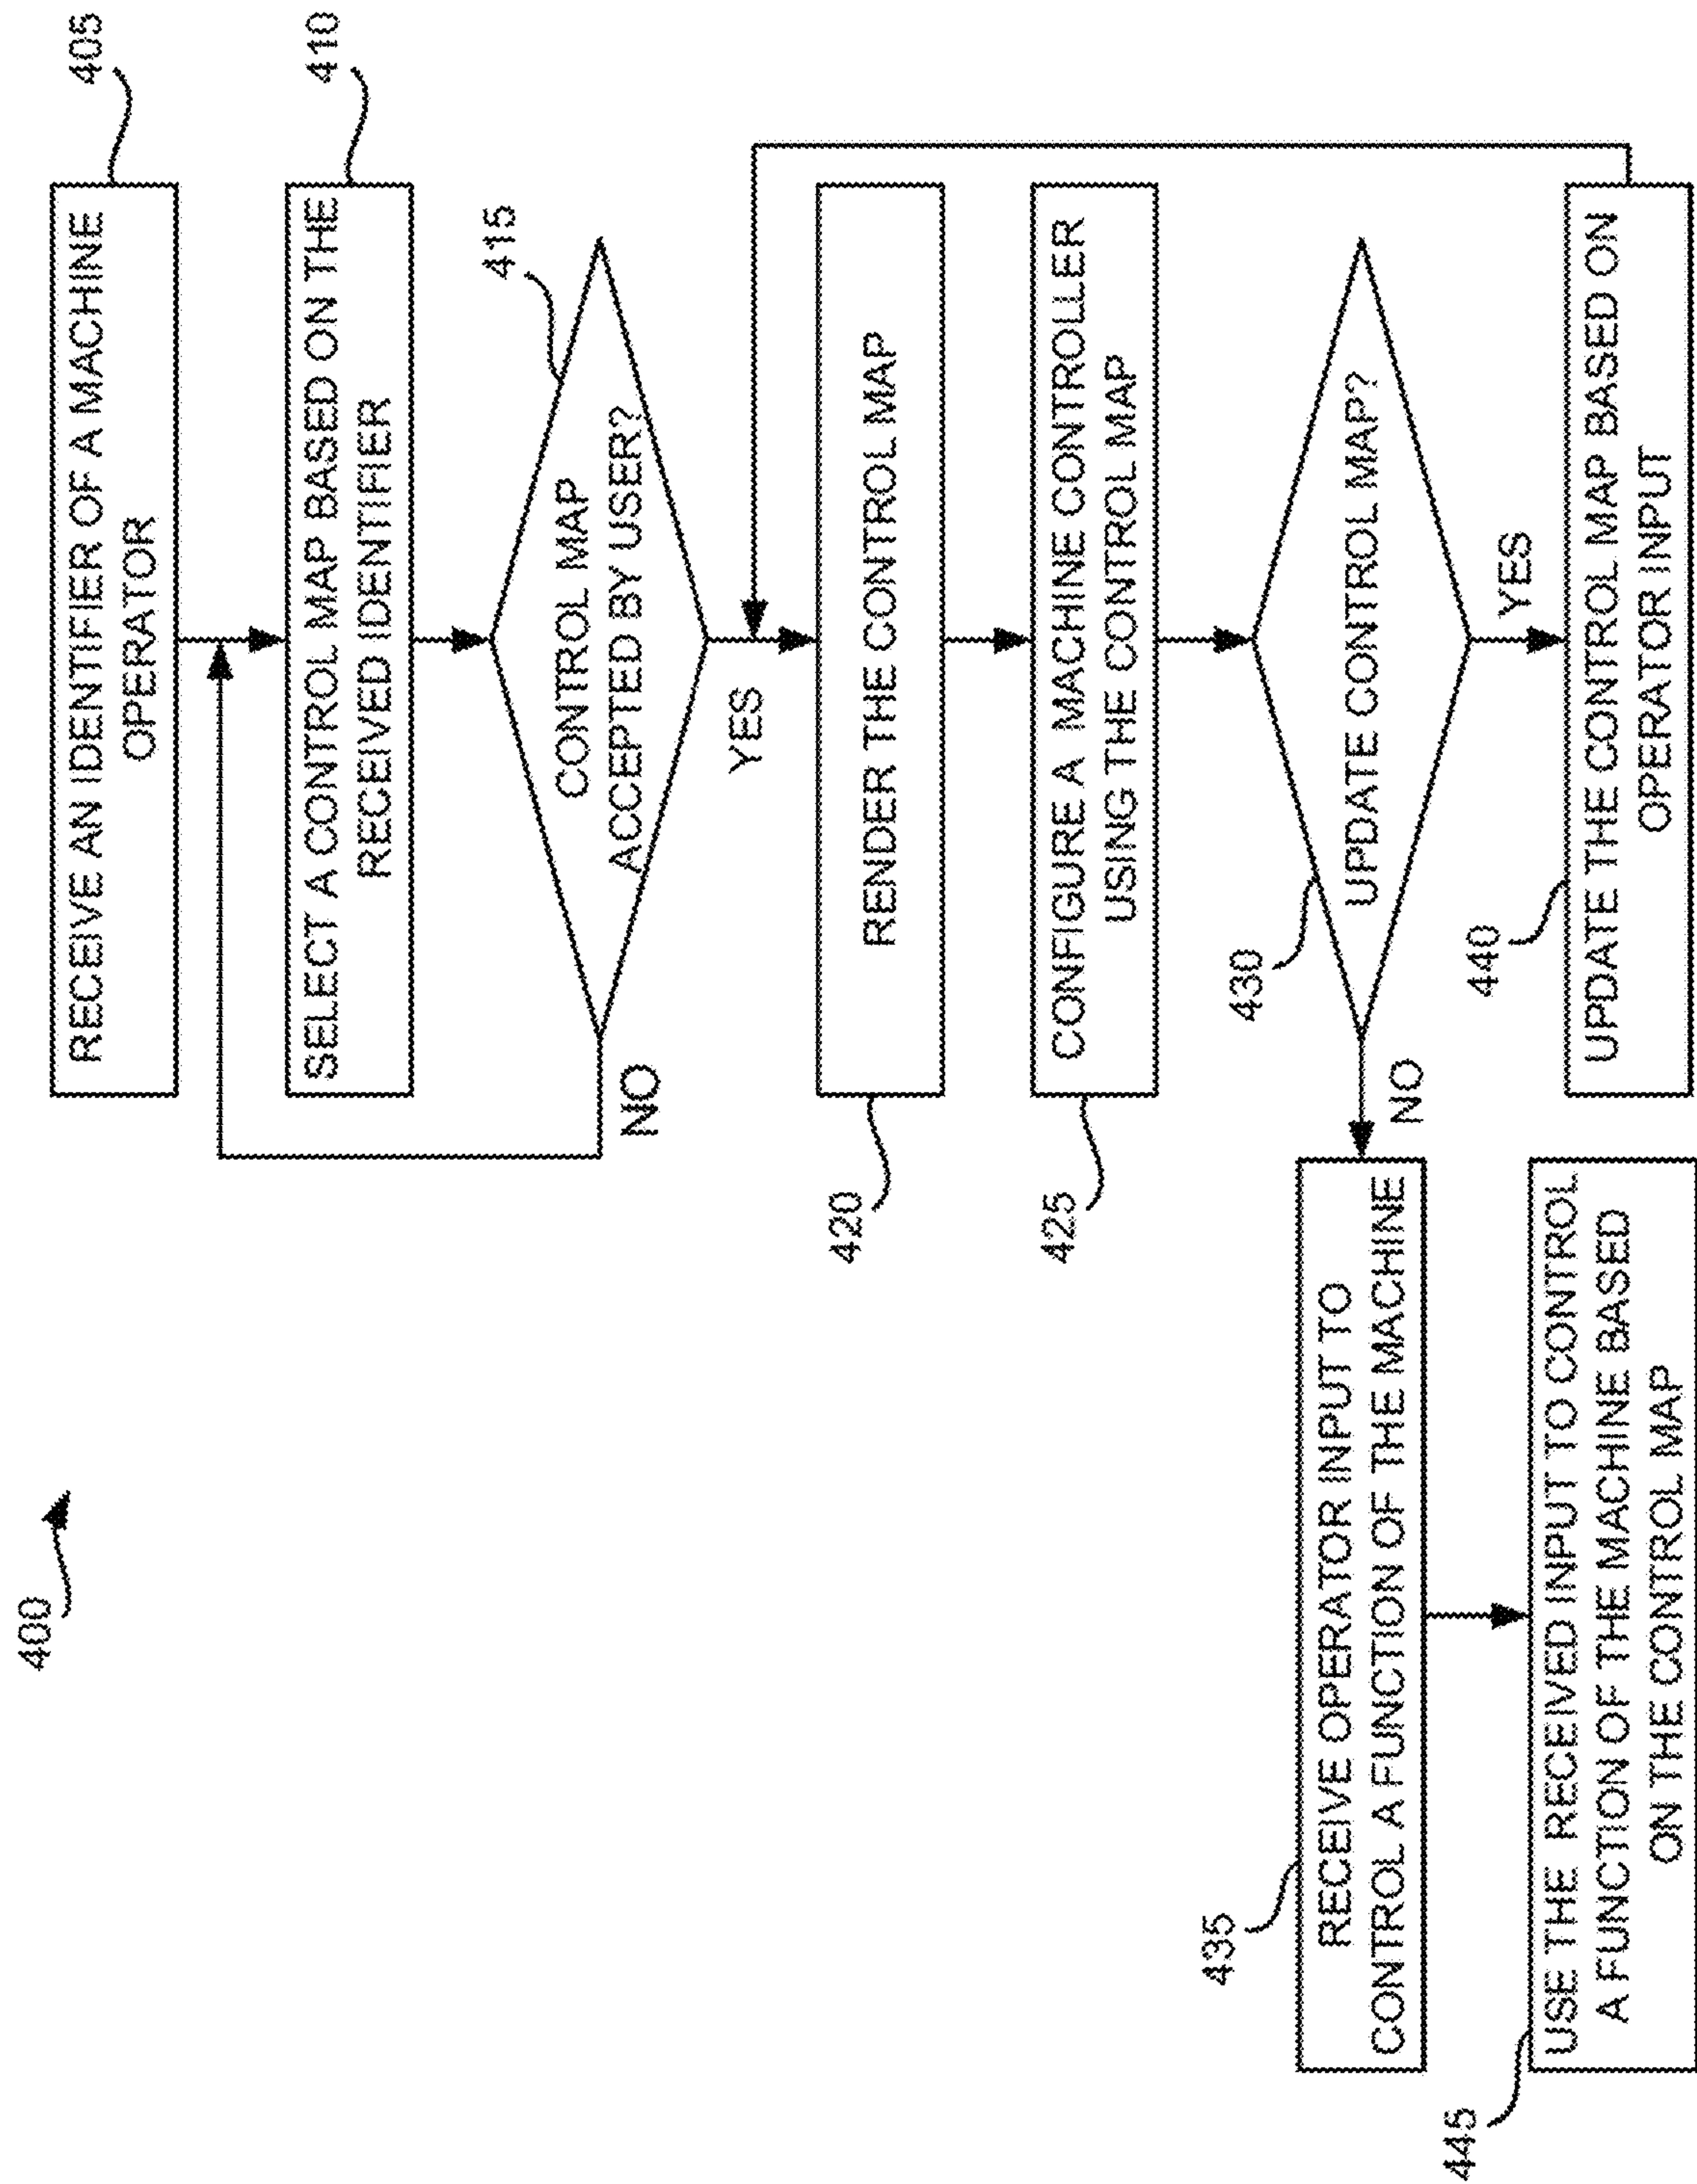 400
RECEIVE AN IDENTIFIER OF A MACHINE
OPERATOR
405
SELECT A CONTROL MAP BASED ON THE
RECEIVED IDENTIFIER
410
CONTROL MAP
ACCEPTED BY USER?
415
NO
YES
RENDER THE CONTROL MAP
420
CONFIGURE A MACHINE CONTROLLER
USING THE CONTROL MAP
425
UPDATE CONTROL MAP?
430
NO
YES
435
RECEIVE OPERATOR INPUT TO
CONTROL A FUNCTION OF THE MACHINE
440
UPDATE THE CONTROL MAP BASED ON
OPERATOR INPUT
445
USE THE RECEIVED INPUT TO CONTROL
A FUNCTION OF THE MACHINE BASED
ON THE CONTROL MAP